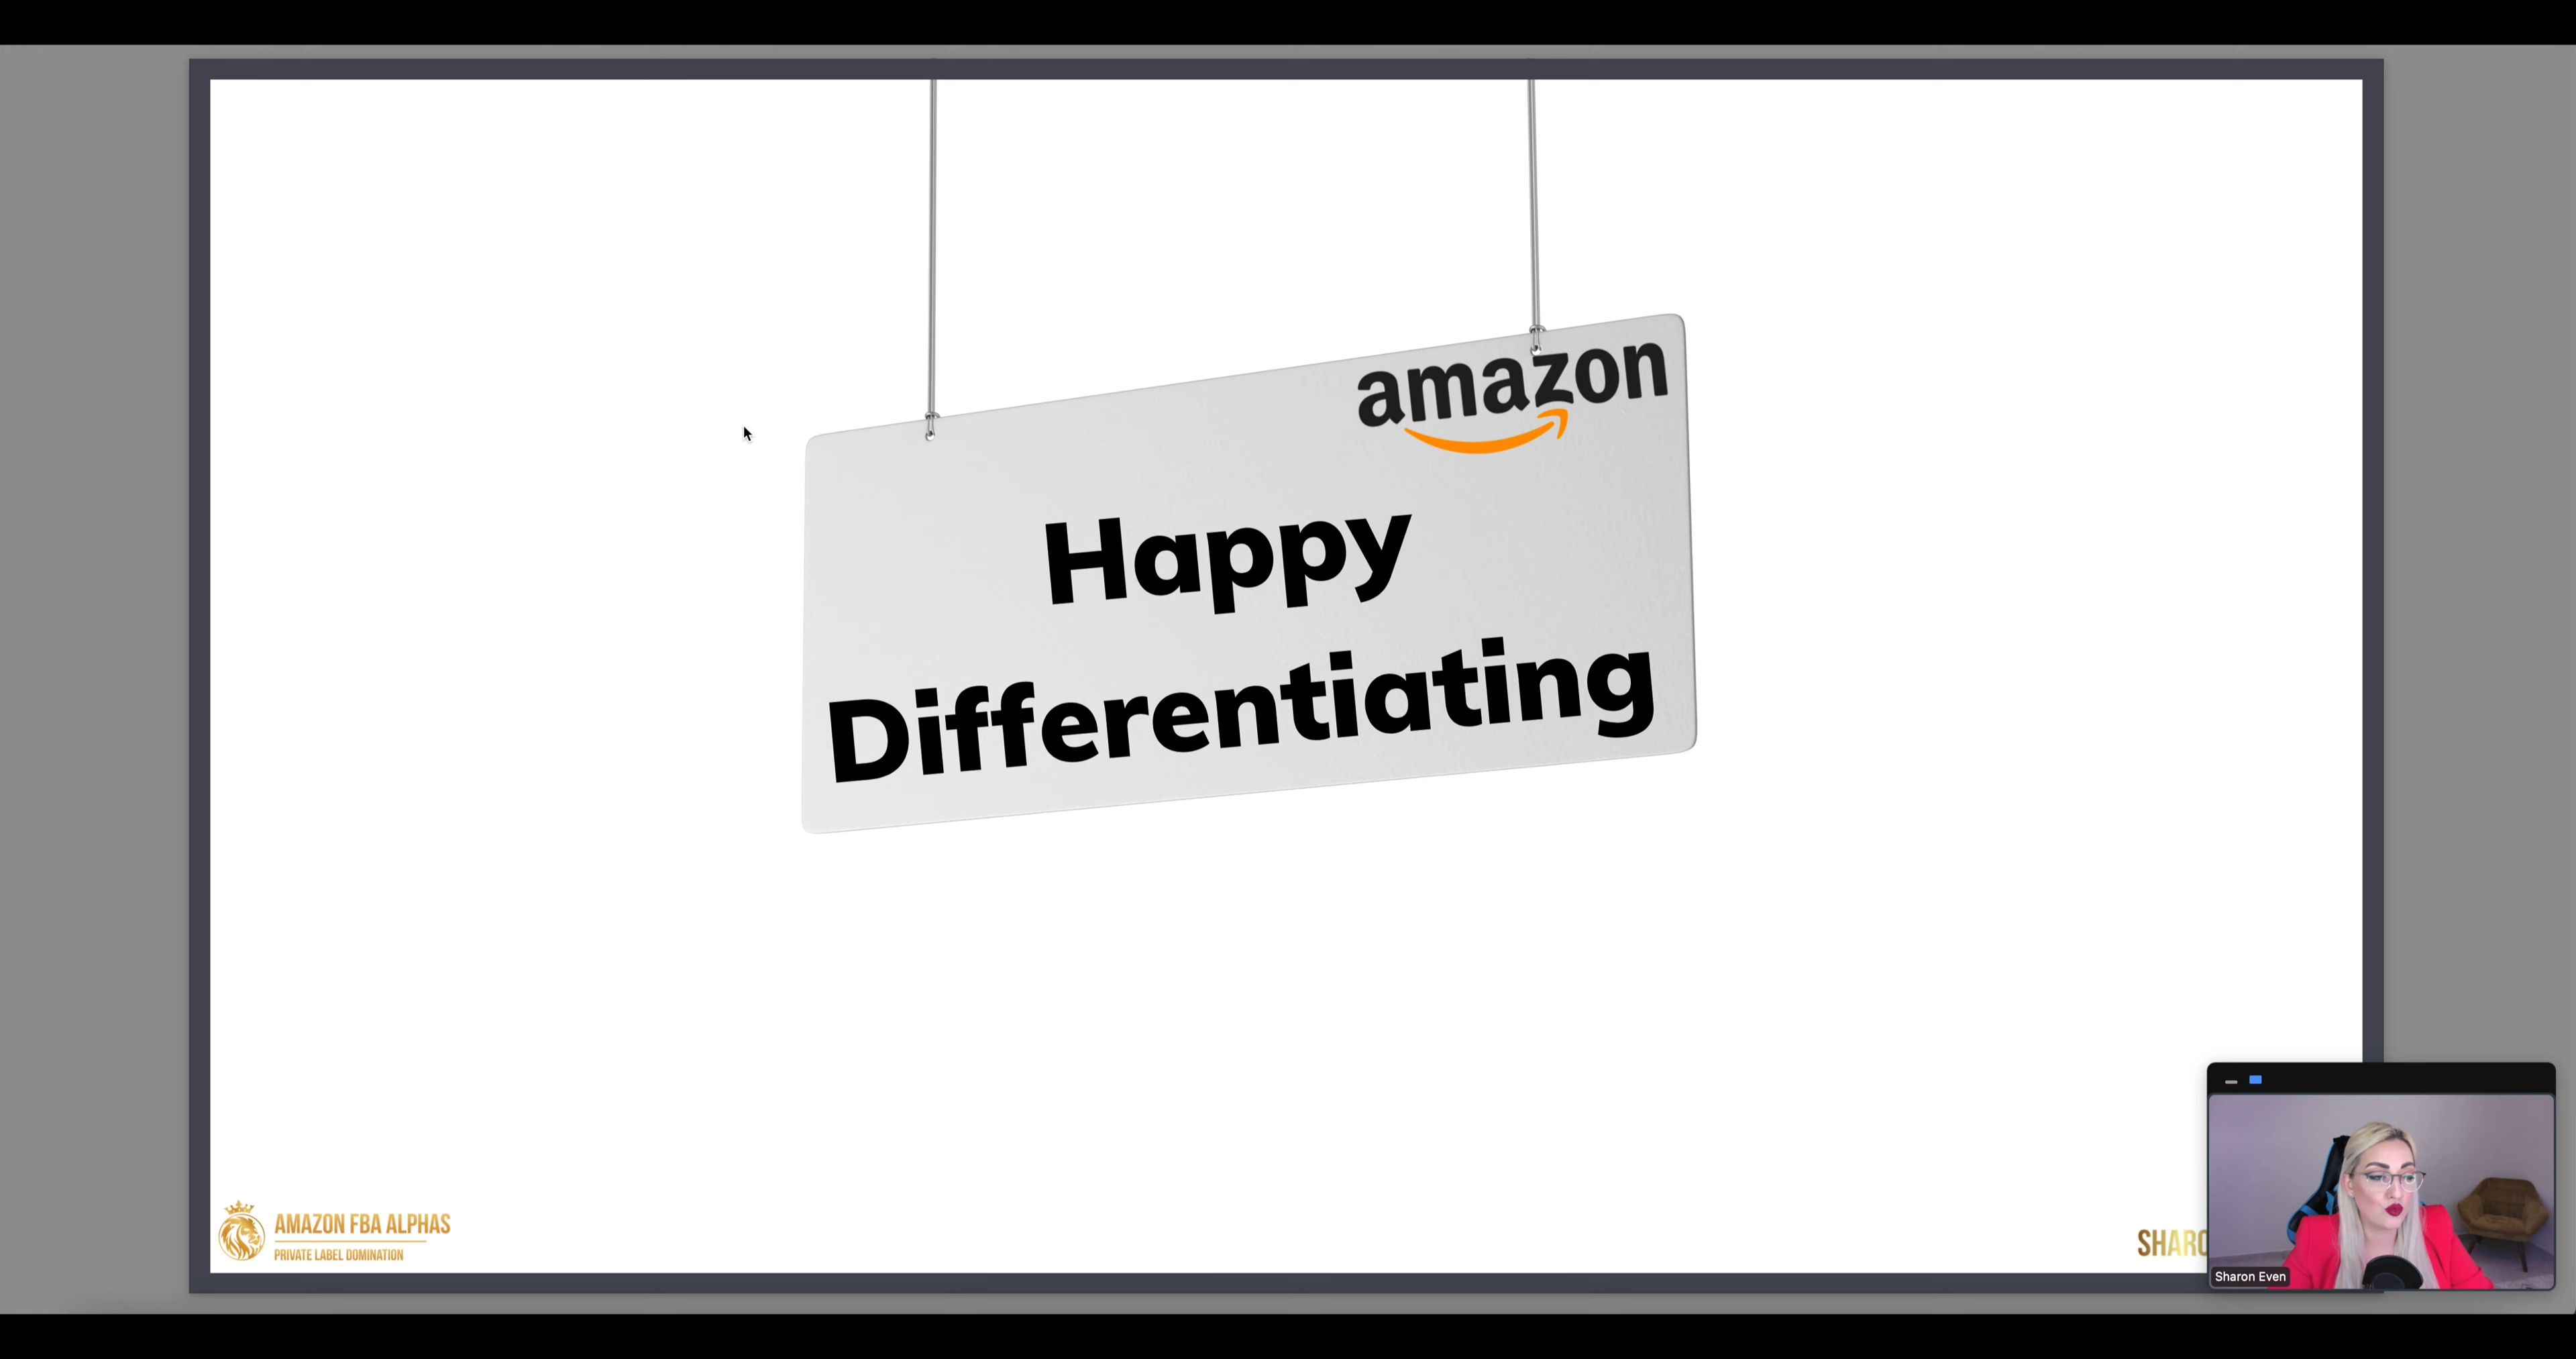 amazon
Happy
Differentiating
AMAZON FBA ALPHAS
PRIVATE LABEL DOMINATION
Sharon Even